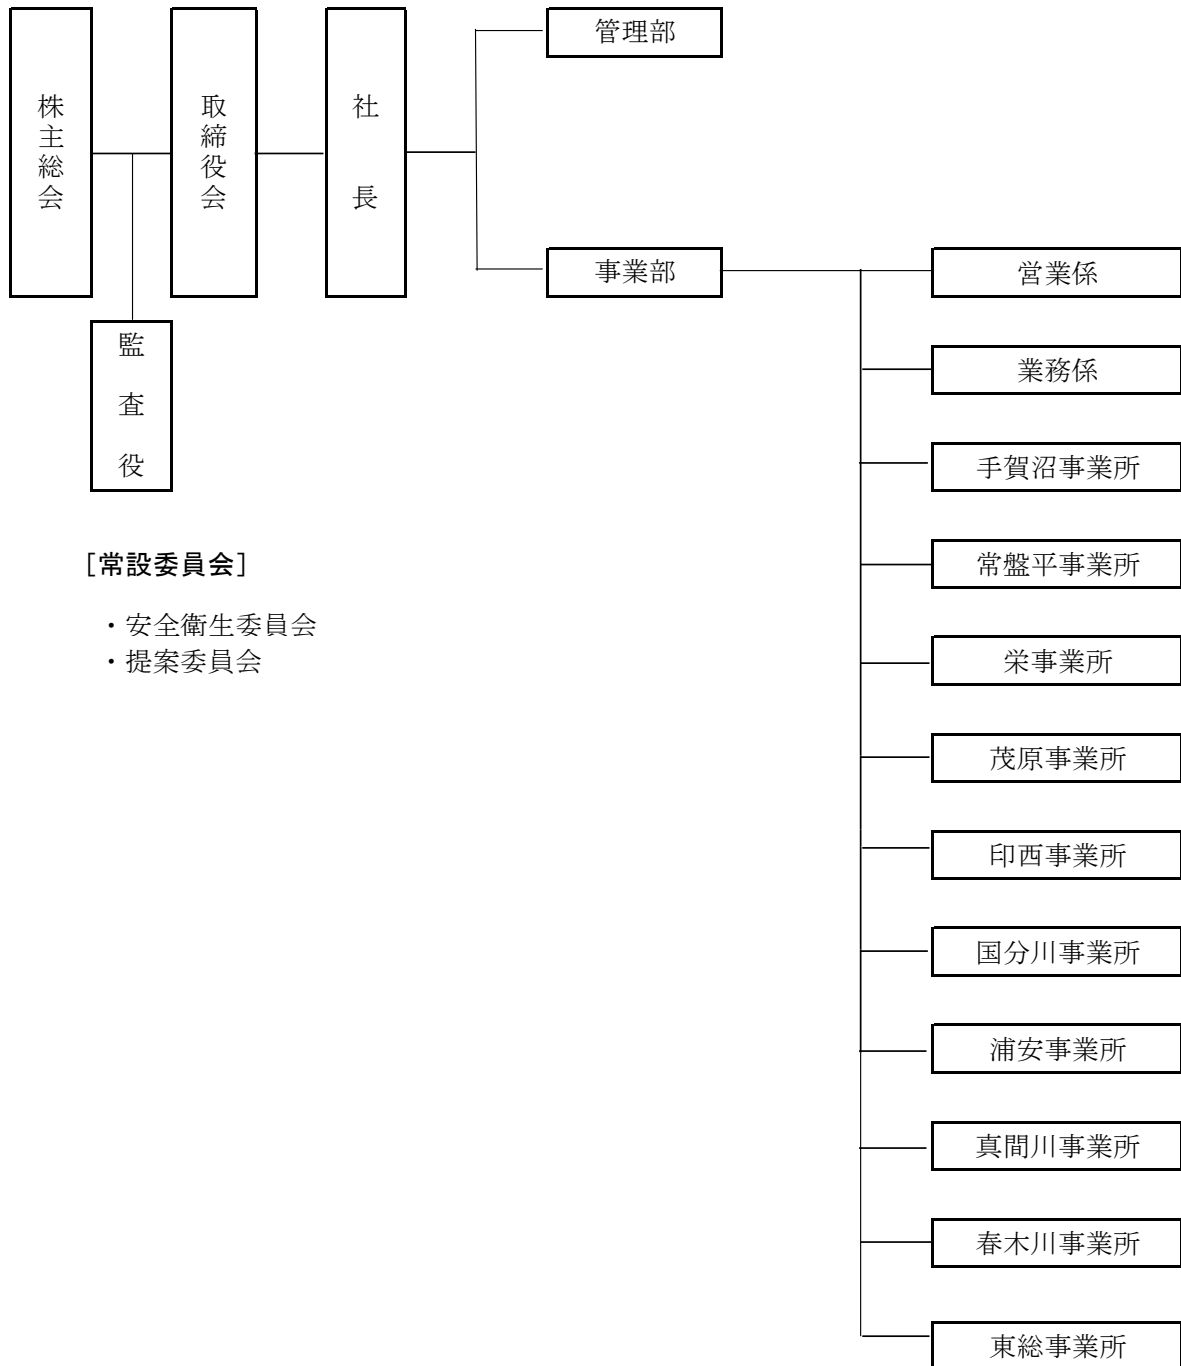 株主総会
取締役会
社長
管理部
事業部
営業係
監査役
業務係
手賀沼事業所
[常設委員会]
常盤平事業所
・安全衛生委員会
・提案委員会
栄事業所
茂原事業所
印西事業所
国分川事業所
浦安事業所
真間川事業所
春木川事業所
東総事業所